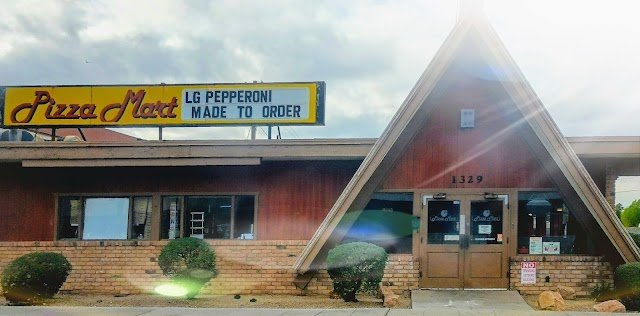 Pizza Mart
LG PEPPERONI
MADE TO ORDER
1329
NO